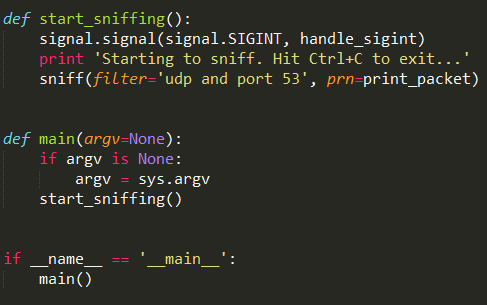 def start_sniffing():
    signal.signal(signal.SIGINT, handle_sigint)
    print 'Starting to sniff. Hit Ctrl+C to exit...'
    sniff(filter='udp and port 53', prn=print_packet)
def main(argv=None):
    if argv is None:
        argv = sys.argv
    start_sniffing()
if __name__ == '__main__':
    main()